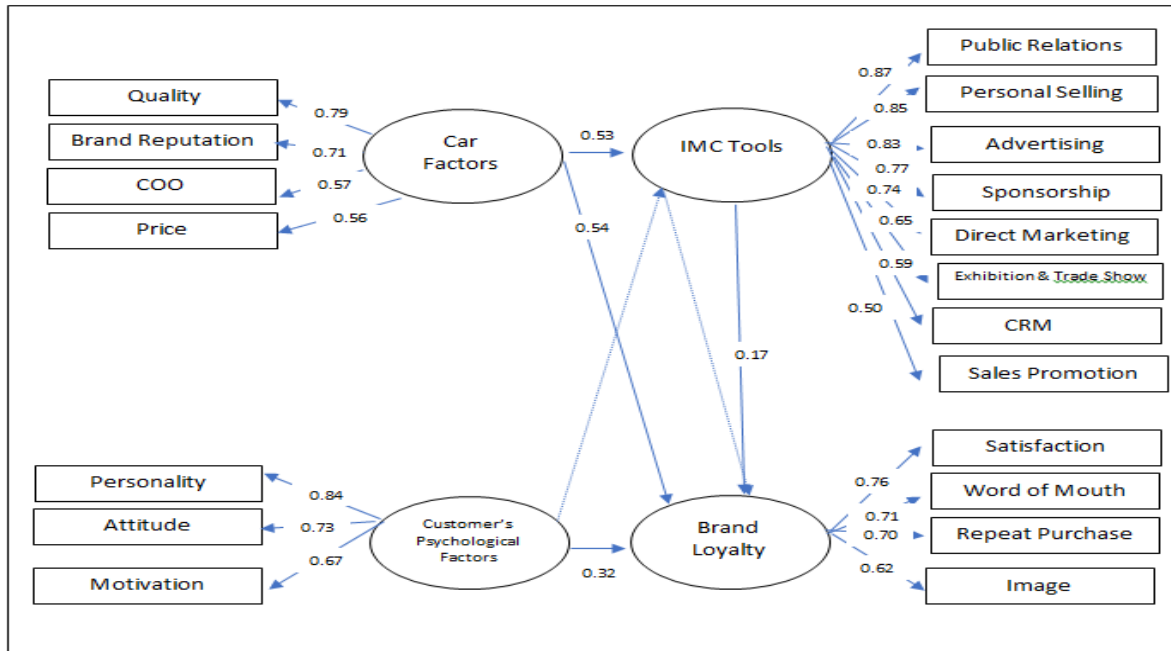 Public Relations
0.87
Quality
Personal Selling
0.79
0.85
Brand Reputation
Car
Factors
0.53
IMC Tools
0.83
Advertising
0.71
0.77
COO
0.57
0.74
Sponsorship
Price
0.56
0.54
0.65
Direct Marketing
0.59
Exhibition & Trade Show
0.50
CRM
0.17
Sales Promotion
Satisfaction
Personality
0.76
0.84
Word of Mouth
Attitude
0.73
Customer's
Psychological
Factors
Brand
Loyalty
0.71
0.70
Repeat Purchase
0.67
0.32
0.62
Motivation
Image